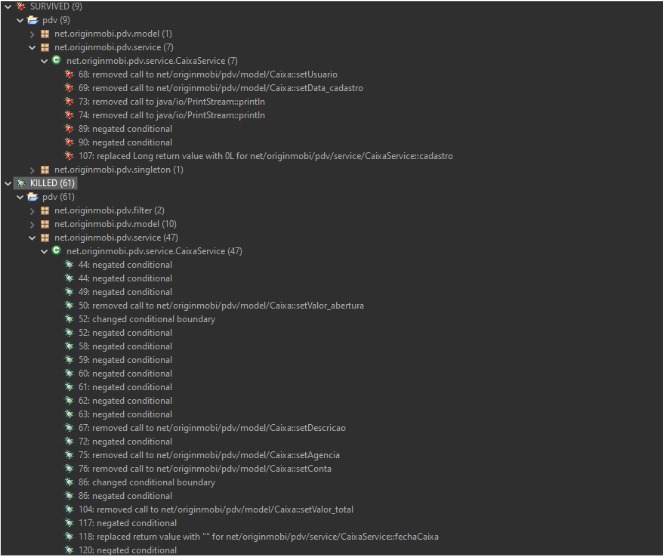 SURVIVED (9)
pdv (9)
net.originmobi.pdv.model (1)
net.originmobi.pdv.service (7)
net.originmobi.pdv.service.CaixaService (7)
68: removed call to net/originmobi/pdv/model/Caixa::setUsuario
69: removed call to net/originmobi/pdv/model/Caixa::setData_cadastro
73: removed call to java/io/PrintStream::println
74: removed call to java/io/PrintStream::println
89: negated conditional
90: negated conditional
107: replaced Long return value with 0L for net/originmobi/pdv/service/CaixaService::cadastro
net.originmobi.pdv.singleton (1)
KILLED (61)
pdv (61)
net.originmobi.pdv.filter (2)
net.originmobi.pdv.model (10)
net.originmobi.pdv.service (47)
net.originmobi.pdv.service.CaixaService (47)
44: negated conditional
44: negated conditional
49: negated conditional
50: removed call to net/originmobi/pdv/model/Caixa::setValor_abertura
52: changed conditional boundary
52: negated conditional
58: negated conditional
59: negated conditional
60: negated conditional
61: negated conditional
62: negated conditional
63: negated conditional
67: removed call to net/originmobi/pdv/model/Caixa::setDescricao
72: negated conditional
75: removed call to net/originmobi/pdv/model/Caixa::setAgencia
76: removed call to net/originmobi/pdv/model/Caixa::setConta
86: changed conditional boundary
86: negated conditional
104: removed call to net/originmobi/pdv/model/Caixa::setValor_total
117: negated conditional
118: replaced return value with "" for net/originmobi/pdv/service/CaixaService::fechaCaixa
120: negated conditional